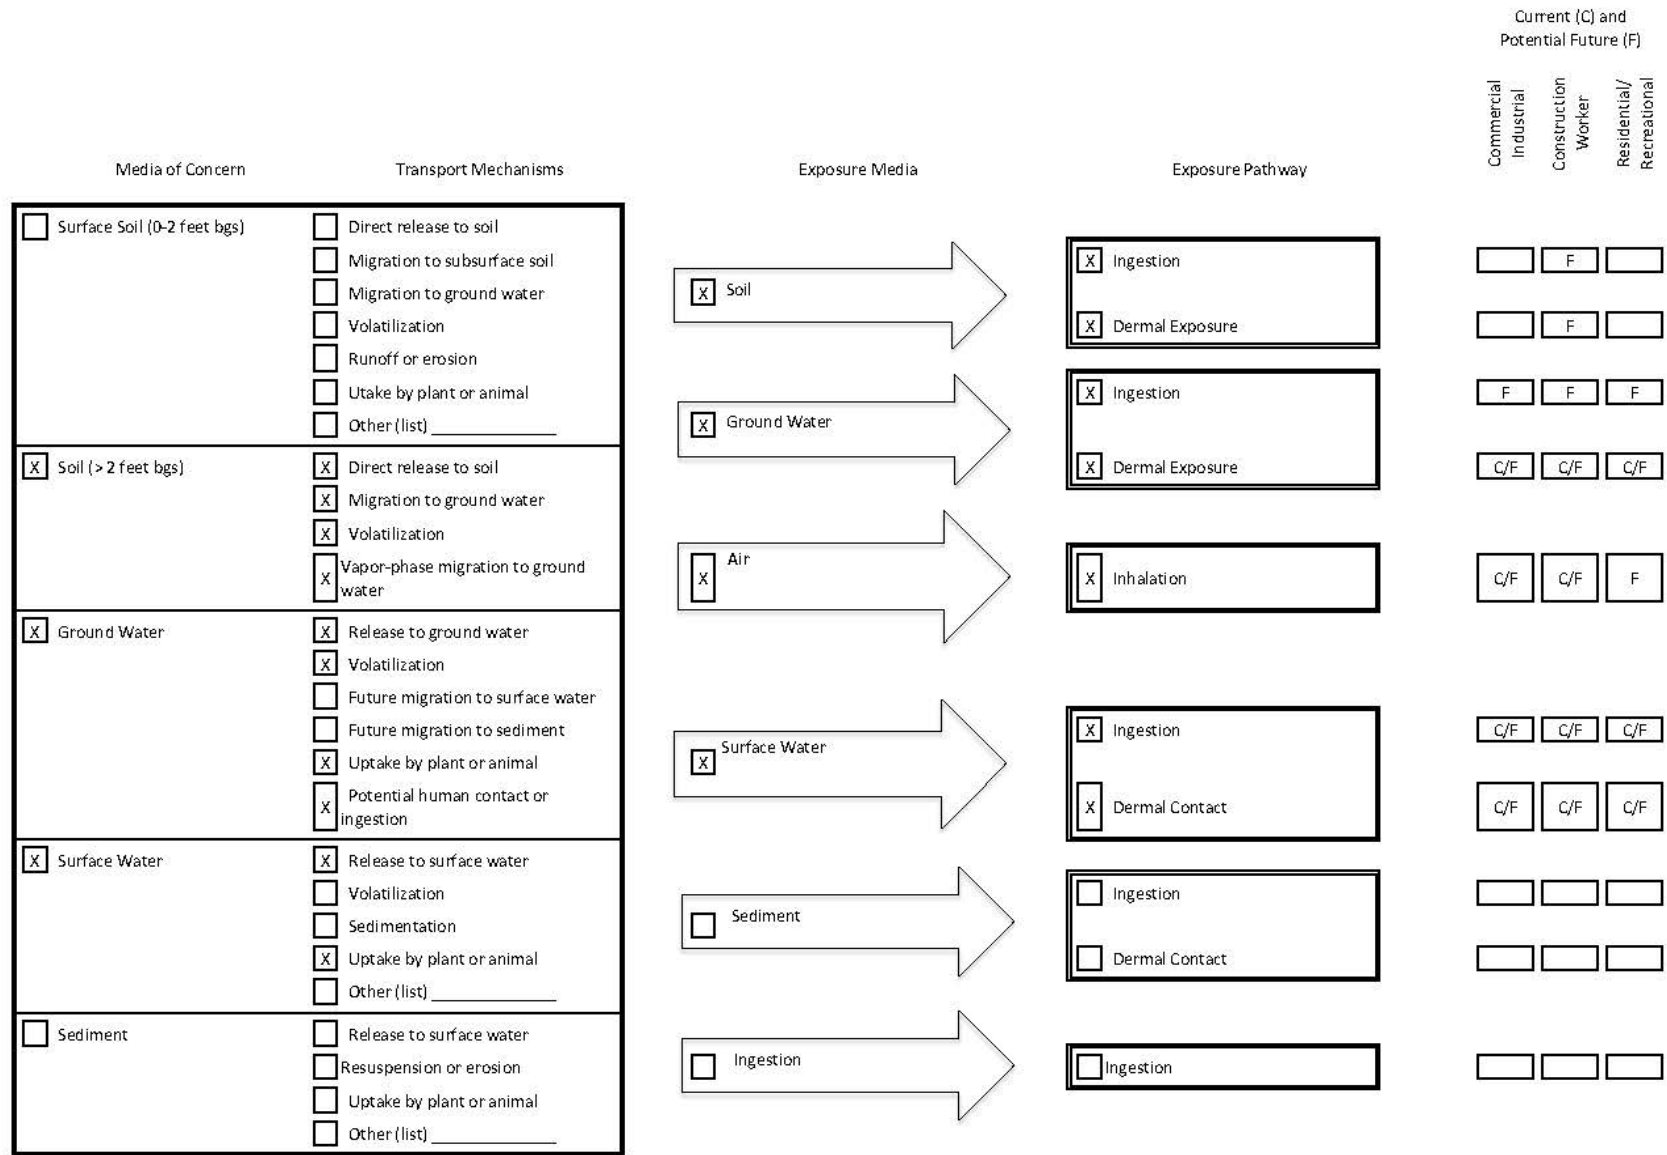 Current (C) and
Potential Future (F)
Commercial
Industrial
Construction
Worker
Residential/
Recreational
Media of Concern
Transport Mechanisms
Exposure Media
Exposure Pathway
Surface Soil (0-2 feet bgs)
Direct release to soil
Migration to subsurface soil
Migration to ground water
Volatilization
Runoff or erosion
Utake by plant or animal
Other (list) ______________
X Soil (> 2 feet bgs)
X Direct release to soil
X Migration to ground water
X Volatilization
X Vapor-phase migration to ground
water
X Ground Water
X Release to ground water
X Volatilization
Future migration to surface water
Future migration to sediment
X Uptake by plant or animal
X Potential human contact or
ingestion
X Surface Water
X Release to surface water
Volatilization
Sedimentation
X Uptake by plant or animal
Other (list) ______________
Sediment
Release to surface water
Resuspension or erosion
Uptake by plant or animal
Other (list) ______________
X Soil
X Ingestion
F
X Dermal Exposure
F
X Ground Water
X Ingestion
F F F
X Dermal Exposure
C/F C/F C/F
X Air
X Inhalation
C/F C/F F
X Surface Water
X Ingestion
C/F C/F C/F
X Dermal Contact
C/F C/F C/F
Sediment
Ingestion
Dermal Contact
Ingestion
Ingestion